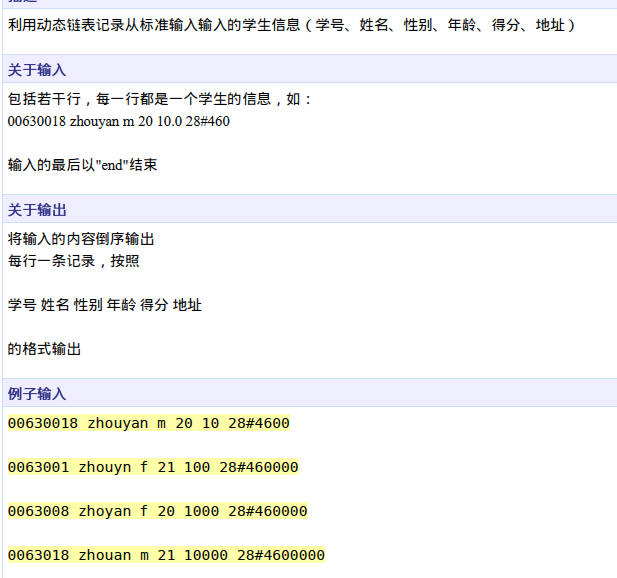 利用动态链表记录从标准输入输入的学生信息（学号、姓名、性别、年龄、得分、地址）
关于输入
包括若干行，每一行都是一个学生的信息，如：
00630018 zhouyan m 20 10.0 28#460
输入的最后以"end"结束
关于输出
将输入的内容倒序输出
每行一条记录，按照
学号 姓名 性别 年龄 得分 地址
的格式输出
例子输入
00630018 zhouyan m 20 10 28#4600
0063001 zhouyn f 21 100 28#460000
0063008 zhoyan f 20 1000 28#460000
0063018 zhouan m 21 10000 28#4600000